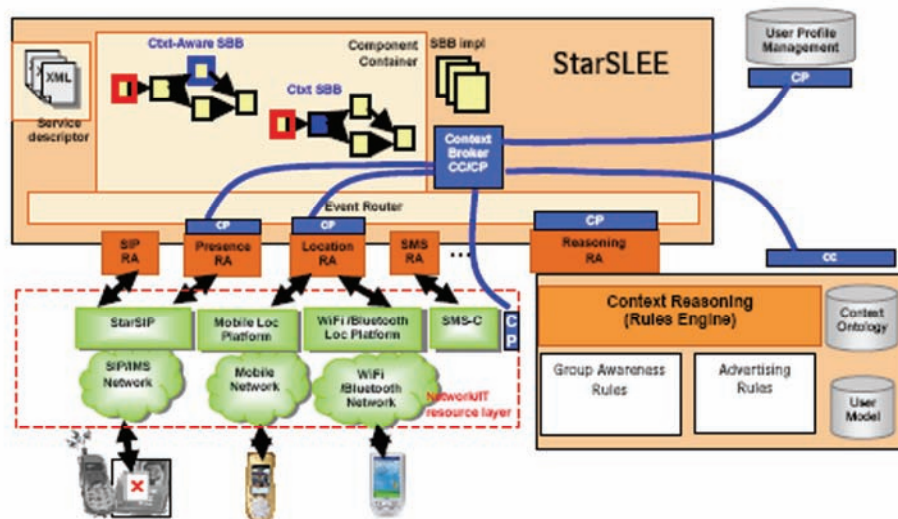 Ctxt-Aware SBB
Component
Container
SBB impl
StarSLEE
User Profile
Management
CP
XML
Service
descriptor
Ctxt SBB
Context
Broker
CC/CP
Event Router
CP
CP
CP
SIP
RA
Presence
RA
Location
RA
SMS
RA
...
Reasoning
RA
CC
StarSIP
Mobile Loc
Platform
WiFi /Bluetooth
Loc Platform
SMS-C
C
P
Context Reasoning
(Rules Engine)
Context
Ontology
SIP/IMS
Network
Mobile
Network
WiFi
/Bluetooth
Network
Network/IT
resource layer
Group Awareness
Rules
Advertising
Rules
User
Model